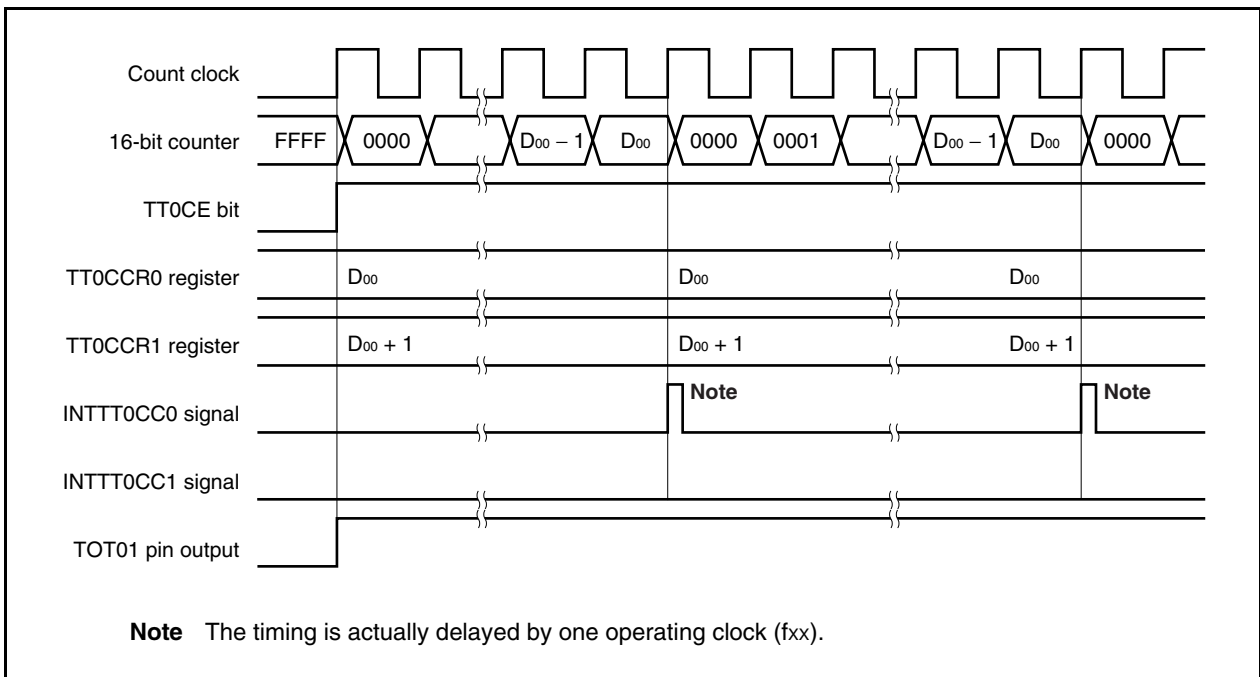 Count clock
16-bit counter FFFF 0000 D00 − 1 D00 0000 0001 D00 − 1 D00 0000
TT0CE bit
TT0CCR0 register D00 D00 D00
TT0CCR1 register D00 + 1 D00 + 1 D00 + 1
INTTT0CC0 signal Note Note
INTTT0CC1 signal
TOT01 pin output
Note The timing is actually delayed by one operating clock (fxx).